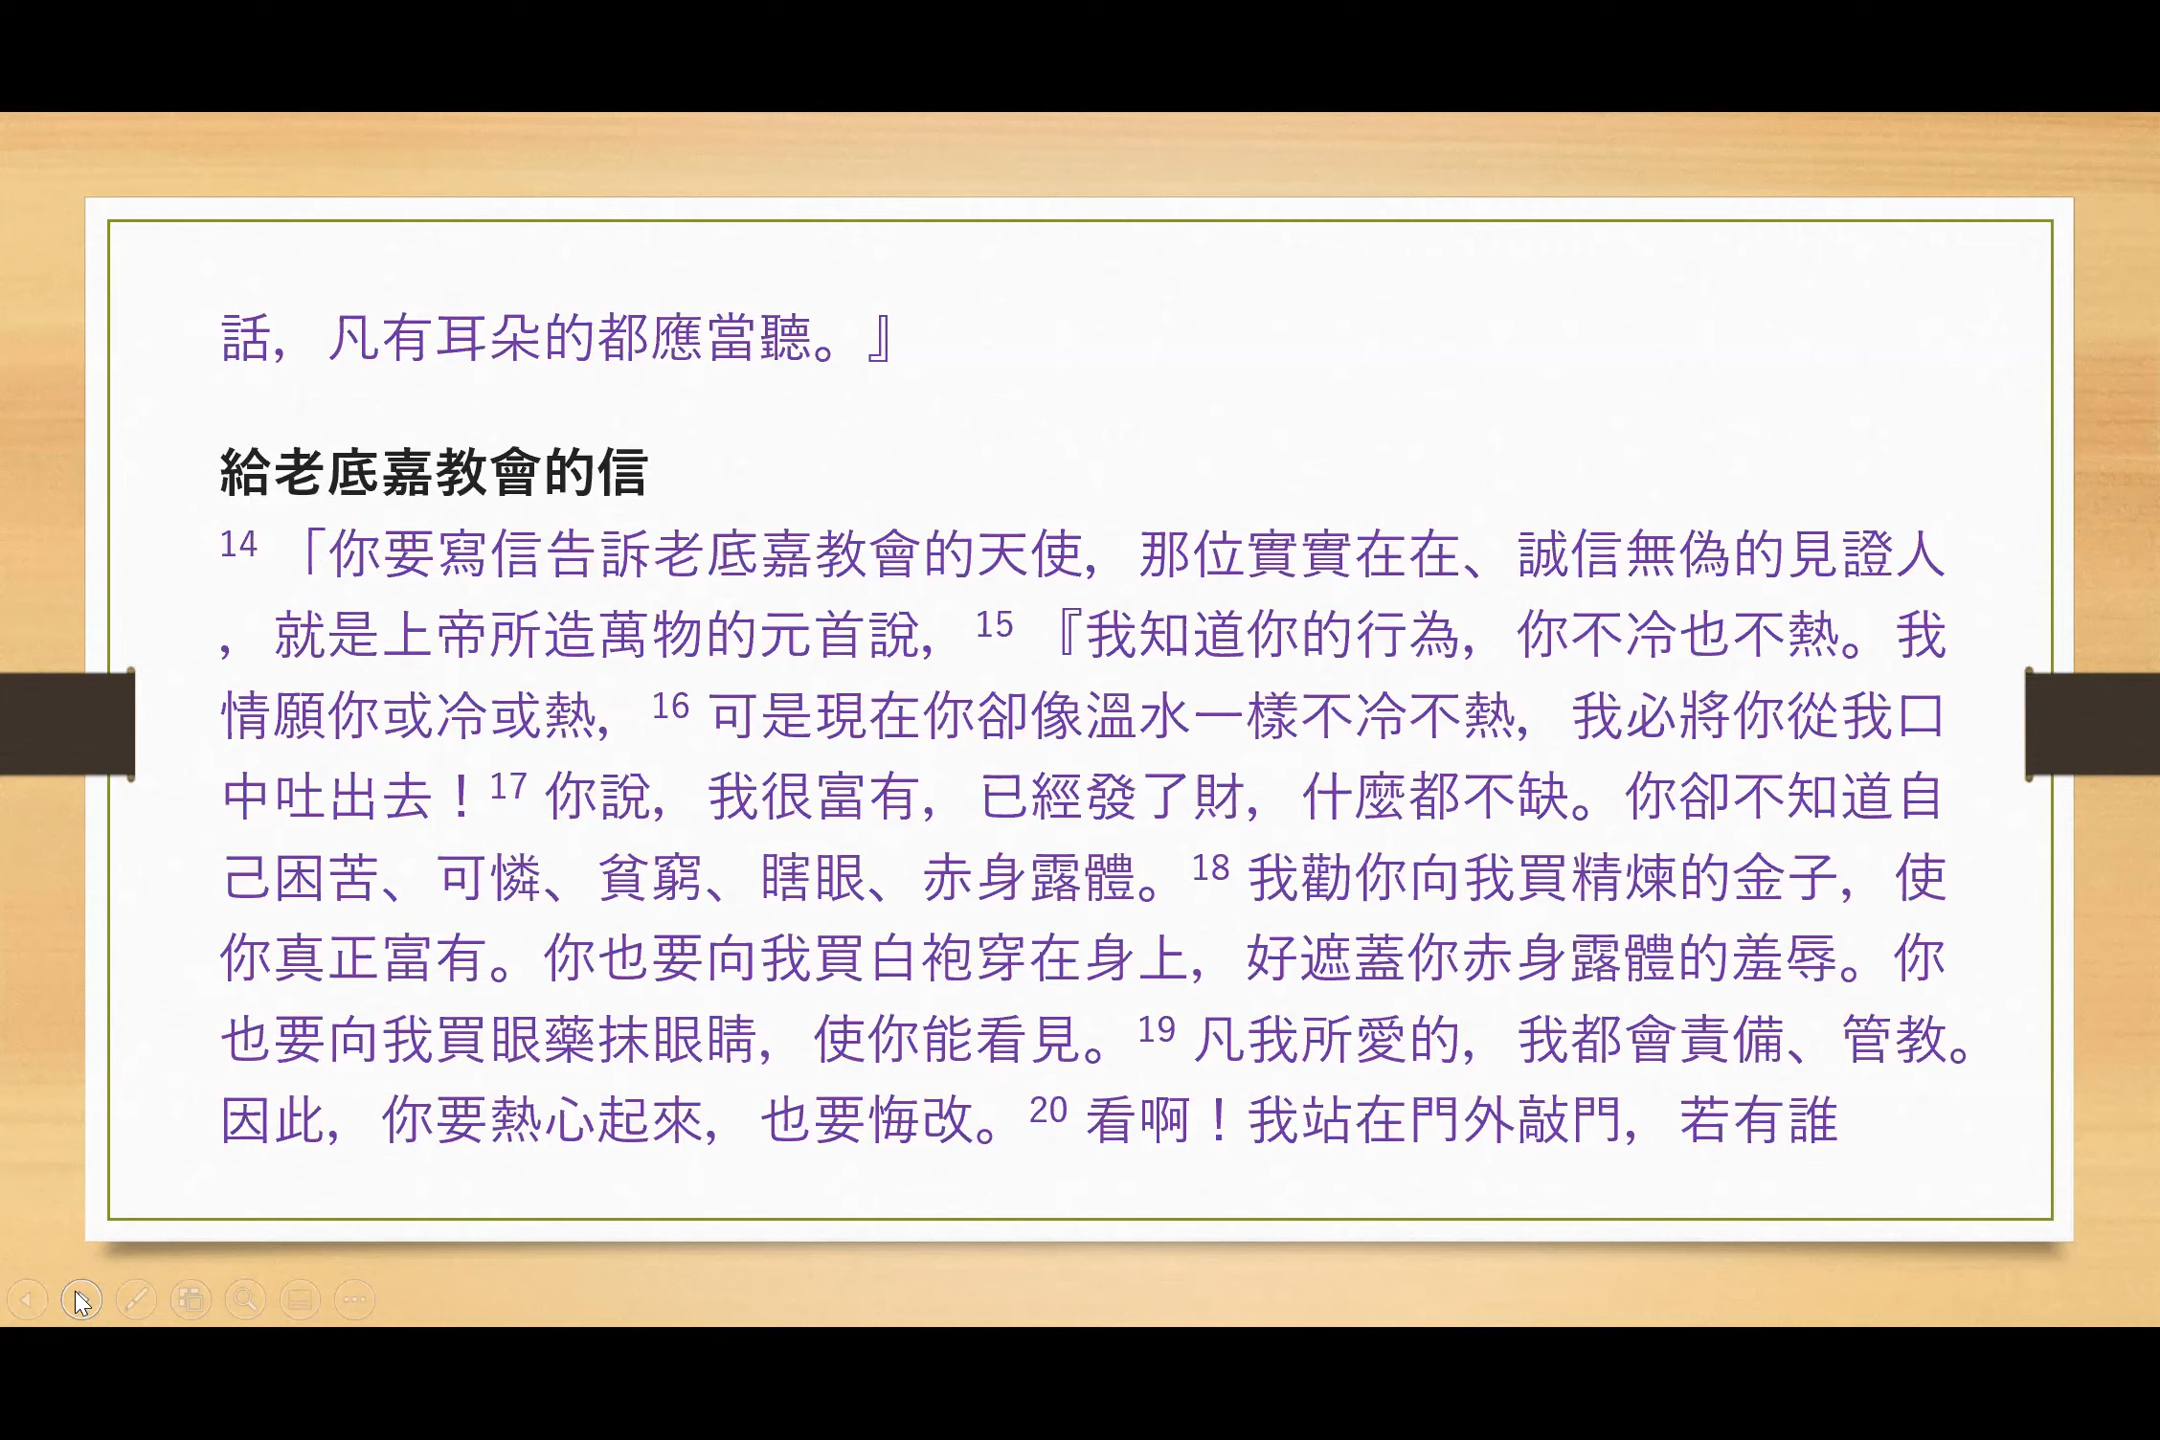 話，凡有耳朵的都應當聽。』
給老底嘉教會的信
14 「你要寫信告訴老底嘉教會的天使，那位實實在在、誠信無偽的見證人
，就是上帝所造萬物的元首說，15 『我知道你的行為，你不冷也不熱。我
情願你或冷或熱，16 可是現在你卻像溫水一樣不冷不熱，我必將你從我口
中吐出去！17 你說，我很富有，已經發了財，什麼都不缺。你卻不知道自
己困苦、可憐、貧窮、瞎眼、赤身露體。18 我勸你向我買精煉的金子，使
你真正富有。你也要向我買白袍穿在身上，好遮蓋你赤身露體的羞辱。你
也要向我買眼藥抹眼睛，使你能看見。19 凡我所愛的，我都會責備、管教。
因此，你要熱心起來，也要悔改。20 看啊！我站在門外敲門，若有誰